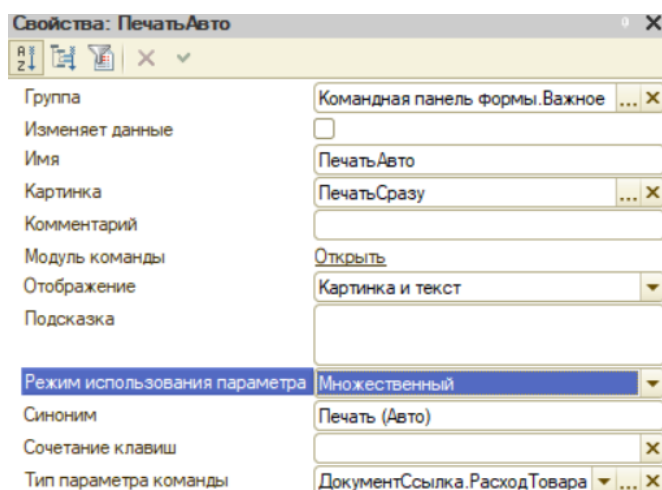 Свойства: ПечатьАвто
Группа Командная панель формы.Важное ...
Изменяет данные
Имя ПечатьАвто
Картинка ПечатьСразу ...
Комментарий
Модуль команды Открыть
Отображение Картинка и текст
Подсказка
Режим использования параметра Множественный
Синоним Печать (Авто)
Сочетание клавиш
Тип параметра команды ДокументСсылка.РасходТовара ...